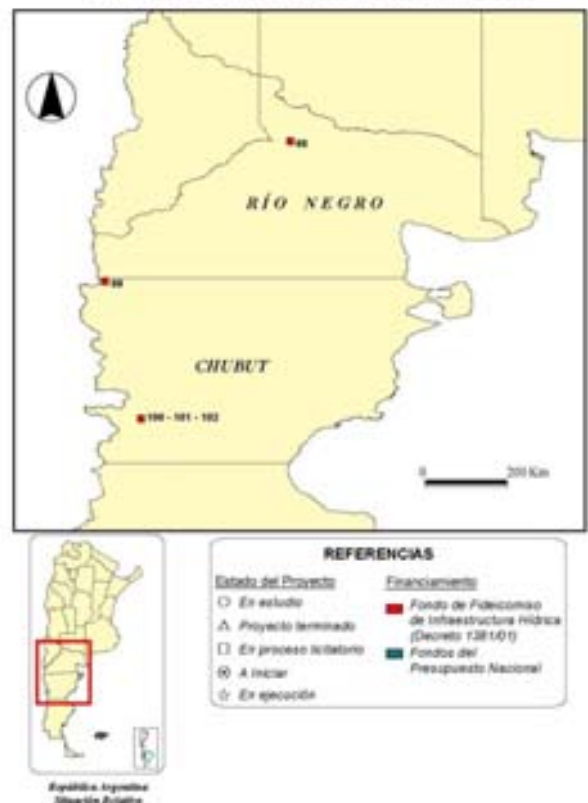 RÍO NEGRO
CHUBUT
100 - 101 - 102
0 200 Km
REFERENCIAS
Estado del Proyecto
En estudio
Proyecto terminado
En proceso licitatorio
A Iniciar
En ejecución
Financiamiento
Fondo de Fideicomiso
de Infraestructura Hídrica
(Decreto 1381/01)
Fondos del
Presupuesto Nacional
República Argentina
Situación Relativa